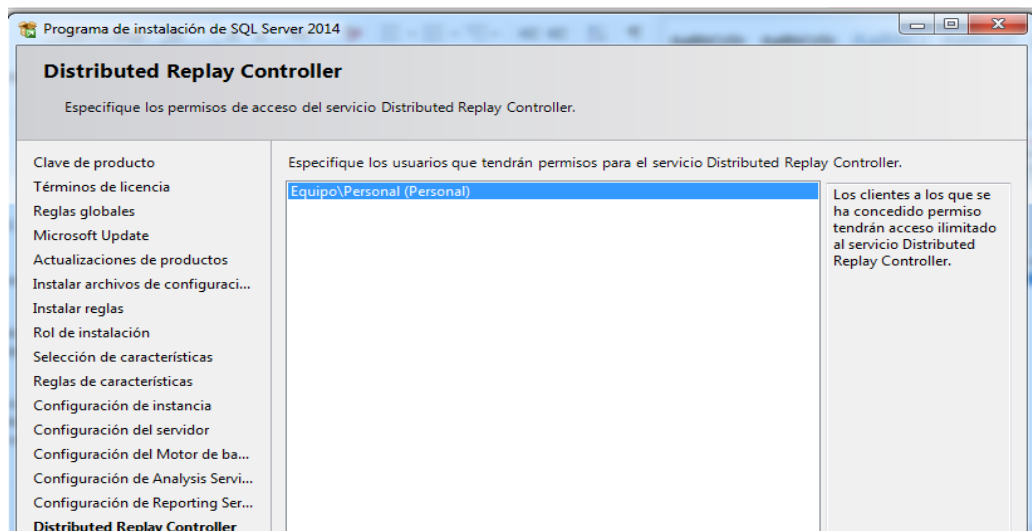 Programa de instalación de SQL Server 2014
Distributed Replay Controller
Especifique los permisos de acceso del servicio Distributed Replay Controller.
Clave de producto
Términos de licencia
Reglas globales
Microsoft Update
Actualizaciones de productos
Instalar archivos de configuraci...
Instalar reglas
Rol de instalación
Selección de características
Reglas de características
Configuración de instancia
Configuración del servidor
Configuración del Motor de ba...
Configuración de Analysis Servi...
Configuración de Reporting Ser...
Distributed Replay Controller
Especifique los usuarios que tendrán permisos para el servicio Distributed Replay Controller.
Equipo\Personal (Personal)
Los clientes a los que se
ha concedido permiso
tendrán acceso ilimitado
al servicio Distributed
Replay Controller.